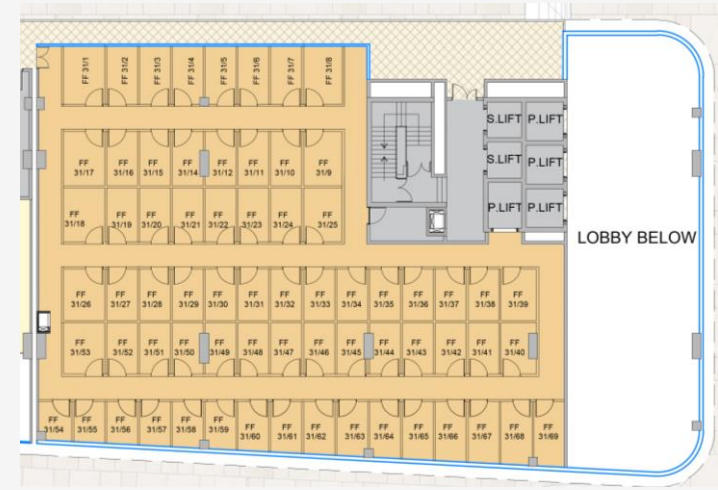 FF 31/1
FF 31/2
FF 31/3
FF 31/4
FF 31/5
FF 31/6
FF 31/7
FF 31/8
S.LIFT
P.LIFT
S.LIFT
P.LIFT
P.LIFT
P.LIFT
FF
31/17
FF
31/16
FF
31/15
FF
31/14
FF
31/12
FF
31/11
FF
31/10
FF
31/9
FF
31/18
FF
31/19
FF
31/20
FF
31/21
FF
31/22
FF
31/23
FF
31/24
FF
31/25
LOBBY BELOW
FF
31/26
FF
31/27
FF
31/28
FF
31/29
FF
31/30
FF
31/31
FF
31/32
FF
31/33
FF
31/34
FF
31/35
FF
31/36
FF
31/37
FF
31/38
FF
31/39
FF
31/53
FF
31/52
FF
31/51
FF
31/50
FF
31/49
FF
31/48
FF
31/47
FF
31/46
FF
31/45
FF
31/44
FF
31/43
FF
31/42
FF
31/41
FF
31/40
FF
31/54
FF
31/55
FF
31/56
FF
31/57
FF
31/58
FF
31/59
FF
31/60
FF
31/61
FF
31/62
FF
31/63
FF
31/64
FF
31/65
FF
31/66
FF
31/67
FF
31/68
FF
31/69